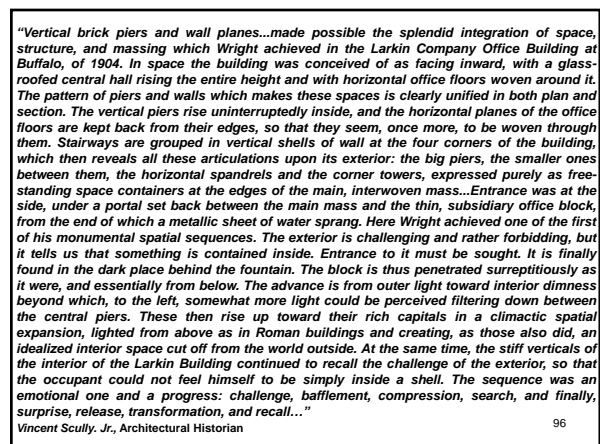 “Vertical brick piers and wall planes...made possible the splendid integration of space,
structure, and massing which Wright achieved in the Larkin Company Office Building at
Buffalo, of 1904. In space the building was conceived of as facing inward, with a glass-
roofed central hall rising the entire height and with horizontal office floors woven around it.
The pattern of piers and walls which makes these spaces is clearly unified in both plan and
section. The vertical piers rise uninterruptedly inside, and the horizontal planes of the office
floors are kept back from their edges, so that they seem, once more, to be woven through
them. Stairways are grouped in vertical shells of wall at the four corners of the building,
which then reveals all these articulations upon its exterior: the big piers, the smaller ones
between them, the horizontal spandrels and the corner towers, expressed purely as free-
standing space containers at the edges of the main, interwoven mass...Entrance was at the
side, under a portal set back between the main mass and the thin, subsidiary office block,
from the end of which a metallic sheet of water sprang. Here Wright achieved one of the first
of his monumental spatial sequences. The exterior is challenging and rather forbidding, but
it tells us that something is contained inside. Entrance to it must be sought. It is finally
found in the dark place behind the fountain. The block is thus penetrated surreptitiously as
it were, and essentially from below. The advance is from outer light toward interior dimness
beyond which, to the left, somewhat more light could be perceived filtering down between
the central piers. These then rise up toward their rich capitals in a climactic spatial
expansion, lighted from above as in Roman buildings and creating, as those also did, an
idealized interior space cut off from the world outside. At the same time, the stiff verticals of
the interior of the Larkin Building continued to recall the challenge of the exterior, so that
the occupant could not feel himself to be simply inside a shell. The sequence was an
emotional one and a progress: challenge, bafflement, compression, search, and finally,
surprise, release, transformation, and recall…”
Vincent Scully. Jr., Architectural Historian
96